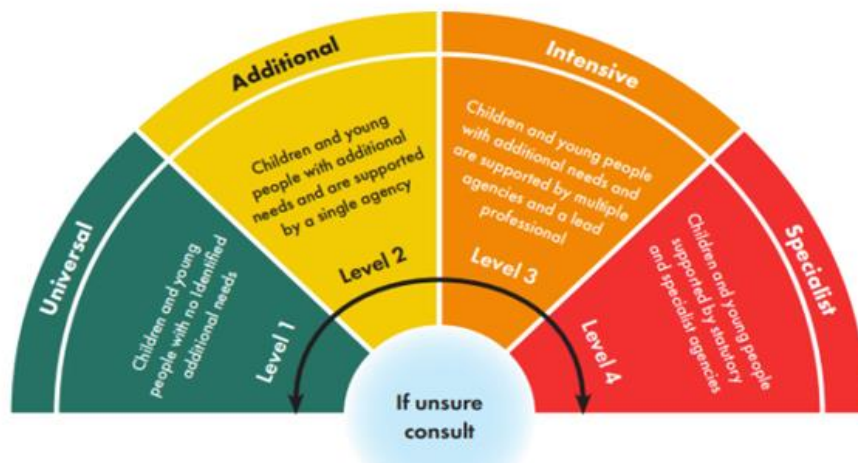 Universal
Children and young
people with no Identified
additional needs
Level 1
Additional
Children and young
people with additional
needs and are supported
by a single agency
Level 2
Intensive
Children and young people
with additional needs and
are supported by multiple
agencies and a lead
professional
Level 3
Specialist
Children and young people
supported by statutory
and specialist agencies
Level 4
If unsure
consult